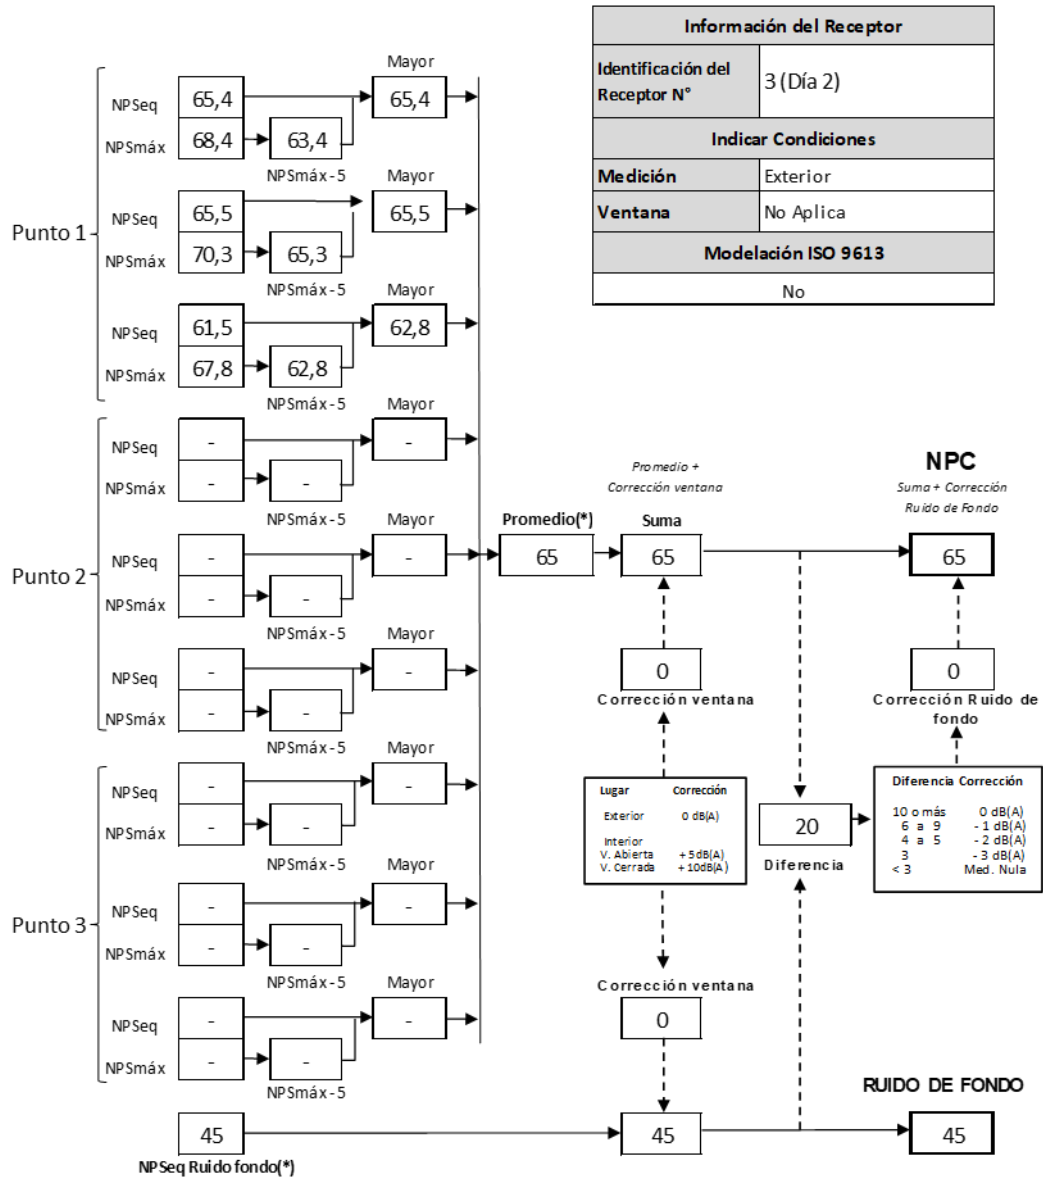 Información del Receptor
Identificación del Receptor N°
3 (Día 2)
Indicar Condiciones
Medición
Exterior
Ventana
No Aplica
Modelación ISO 9613
No
Punto 1
Mayor
NPSeq
65,4
65,4
NPSmáx
68,4
63,4
NPSmáx-5
Mayor
NPSeq
65,5
65,5
NPSmáx
70,3
65,3
NPSmáx-5
Mayor
NPSeq
61,5
62,8
NPSmáx
67,8
62,8
NPSmáx-5
Punto 2
Mayor
NPSeq
-
-
NPSmáx
-
-
NPSmáx-5
Mayor
NPSeq
-
-
NPSmáx
-
-
NPSmáx-5
Mayor
NPSeq
-
-
NPSmáx
-
-
NPSmáx-5
Punto 3
Mayor
NPSeq
-
-
NPSmáx
-
-
NPSmáx-5
Mayor
NPSeq
-
-
NPSmáx
-
-
NPSmáx-5
Mayor
NPSeq
-
-
NPSmáx
-
-
NPSmáx-5
Promedio(*)
65
Promedio +
Corrección ventana
Suma
65
0
Corrección ventana
NPC
Suma + Corrección
Ruido de Fondo
65
0
Corrección Ruido de
fondo
Lugar Corrección
Exterior 0 dB(A)
Interior
V. Abierta +5dB(A)
V. Cerrada +10dB(A)
20
Diferencia
Diferencia Corrección
10 o más 0 dB(A)
6 a 9 -1 dB(A)
4 a 5 -2 dB(A)
3 -3 dB(A)
< 3 Med. Nula
Corrección ventana
0
RUIDO DE FONDO
45
45
45
NPSeq Ruido fondo(*)